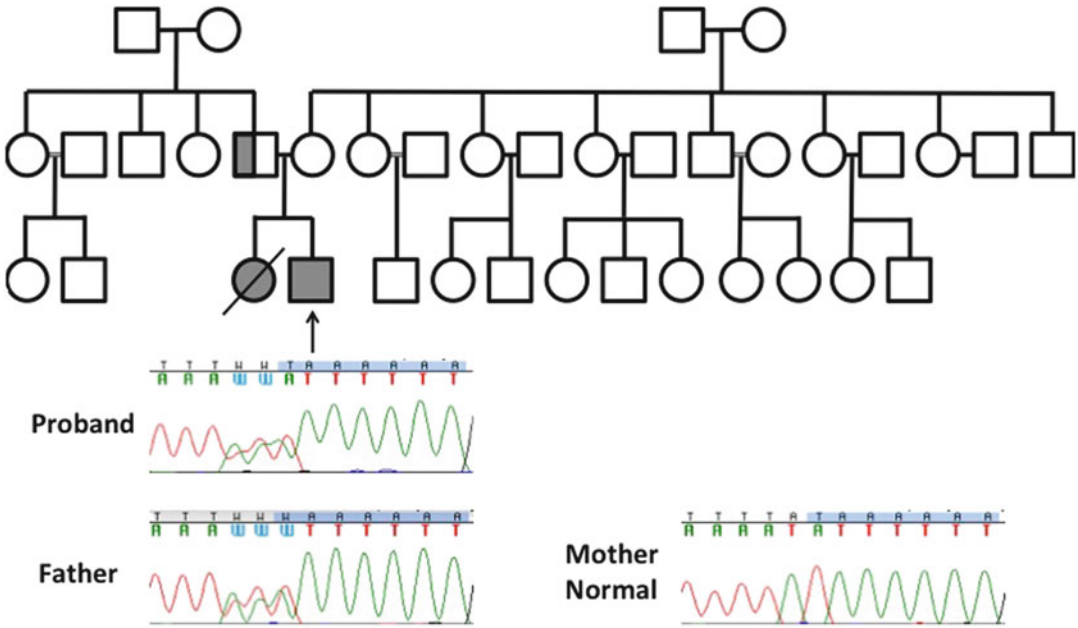 T T T W W T A A A A A A
A A A W W A T T T T T T
Proband
T T T W W W A A A A A A
A A A W W W T T T T T T
Father
T T T T A T A A A A A A
A A A A T A T T T T T T
Mother
Normal